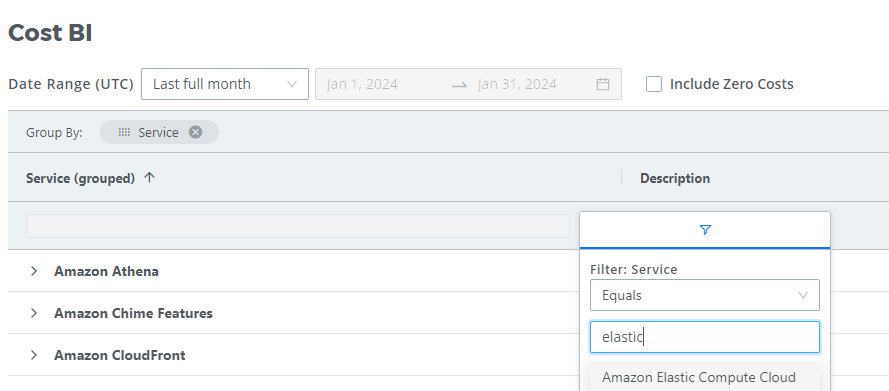 Cost BI
Date Range (UTC) Last full month Jan 1, 2024 Jan 31, 2024 Include Zero Costs
Group By: Service
Service (grouped) Description
Amazon Athena
Filter: Service
Equals
Amazon Chime Features
elastic
Amazon CloudFront
Amazon Elastic Compute Cloud